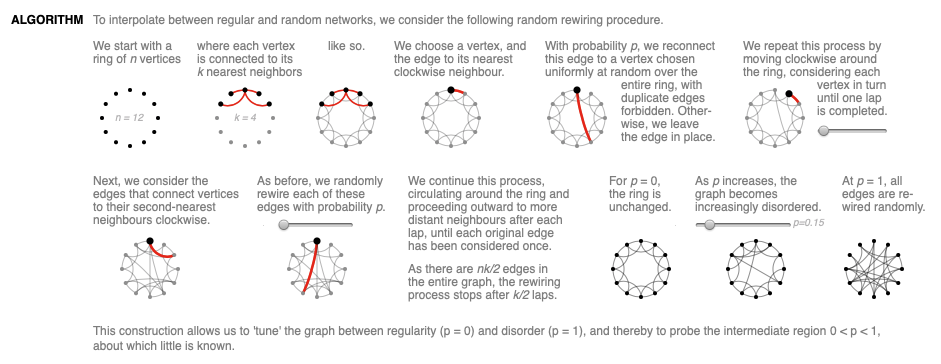 ALGORITHM To interpolate between regular and random networks, we consider the following random rewiring procedure.
We start with a
ring of n vertices
n = 12
where each vertex
is connected to its
k nearest neighbors
k = 4
like so.
We choose a vertex, and
the edge to its nearest
clockwise neighbour.
With probability p, we reconnect
this edge to a vertex chosen
uniformly at random over the
entire ring, with
duplicate edges
forbidden. Other-
wise, we leave
the edge in place.
We repeat this process by
moving clockwise around
the ring, considering each
vertex in turn
until one lap
is completed.
Next, we consider the
edges that connect vertices
to their second-nearest
neighbours clockwise.
As before, we randomly
rewire each of these
edges with probability p.
We continue this process,
circulating around the ring and
proceeding outward to more
distant neighbours after each
lap, until each original edge
has been considered once.
As there are nk/2 edges in
the entire graph, the rewiring
process stops after k/2 laps.
For p = 0,
the ring is
unchanged.
As p increases, the
graph becomes
increasingly disordered.
p=0.15
At p = 1, all
edges are re-
wired randomly.
This construction allows us to 'tune' the graph between regularity (p = 0) and disorder (p = 1), and thereby to probe the intermediate region 0 < p < 1,
about which little is known.